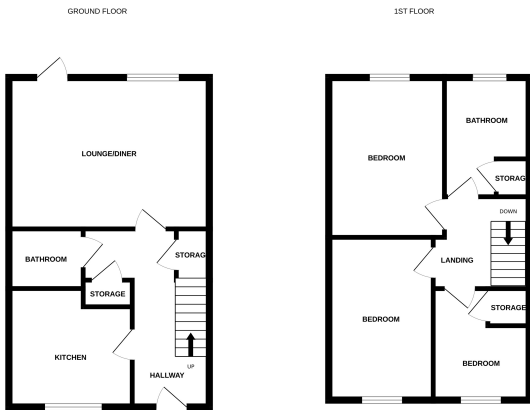 GROUND FLOOR
1ST FLOOR
LOUNGE/DINER
BATHROOM
STORAG
STORAGE
KITCHEN
UP
HALLWAY
BATHROOM
BEDROOM
STORAG
DOWN
LANDING
STORAGE
BEDROOM
BEDROOM